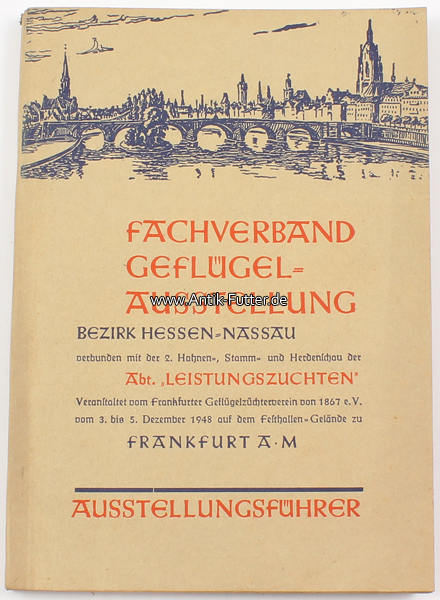 FACHVERBAND
GEFLÜGEL=
AUSSTELLUNG
www.Antik-Futter.de
BEZIRK HESSEN=NASSAU
verbunden mit der 2. Hahnen=, Stamm= und Herdenschau der
Abt. „LEISTUNGSZUCHTEN"
Veranstaltet vom Frankfurter Geflügelzüchterverein von 1867 e.V.
vom 3. bis 5. Dezember 1948 auf dem Festhallen=Gelände zu
FRANKFURT A·M
AUSSTELLUNGSFÜHRER